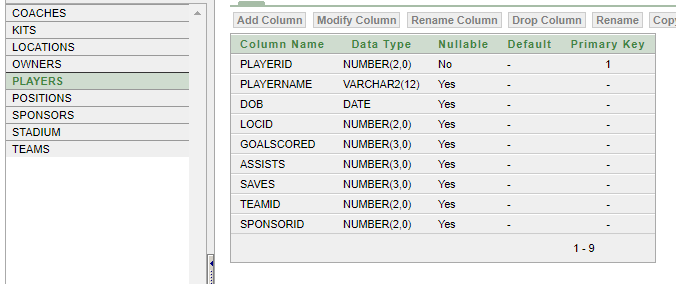 COACHES
KITS
LOCATIONS
OWNERS
PLAYERS
POSITIONS
SPONSORS
STADIUM
TEAMS
Add Column Modify Column Rename Column Drop Column Rename Copy
Column Name Data Type Nullable Default Primary Key
PLAYERID NUMBER(2,0) No - 1
PLAYERNAME VARCHAR2(12) Yes - -
DOB DATE Yes - -
LOCID NUMBER(2,0) Yes - -
GOALSCORED NUMBER(3,0) Yes - -
ASSISTS NUMBER(3,0) Yes - -
SAVES NUMBER(3,0) Yes - -
TEAMID NUMBER(2,0) Yes - -
SPONSORID NUMBER(2,0) Yes - -
1 - 9